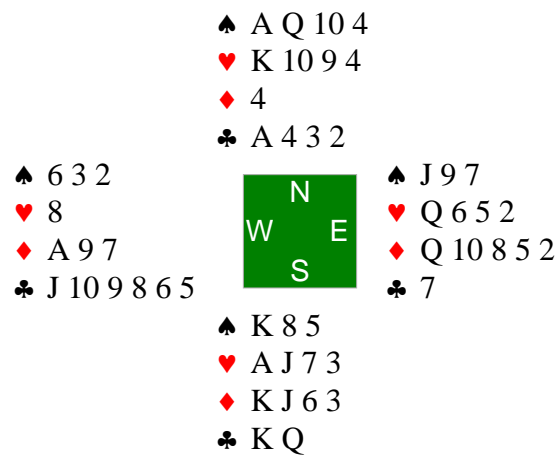 ♠ A Q 10 4
♥ K 10 9 4
♦ 4
♣ A 4 3 2
♠ 6 3 2
♥ 8
♦ A 9 7
♣ J 10 9 8 6 5
N
W E
S
♠ J 9 7
♥ Q 6 5 2
♦ Q 10 8 5 2
♣ 7
♠ K 8 5
♥ A J 7 3
♦ K J 6 3
♣ K Q